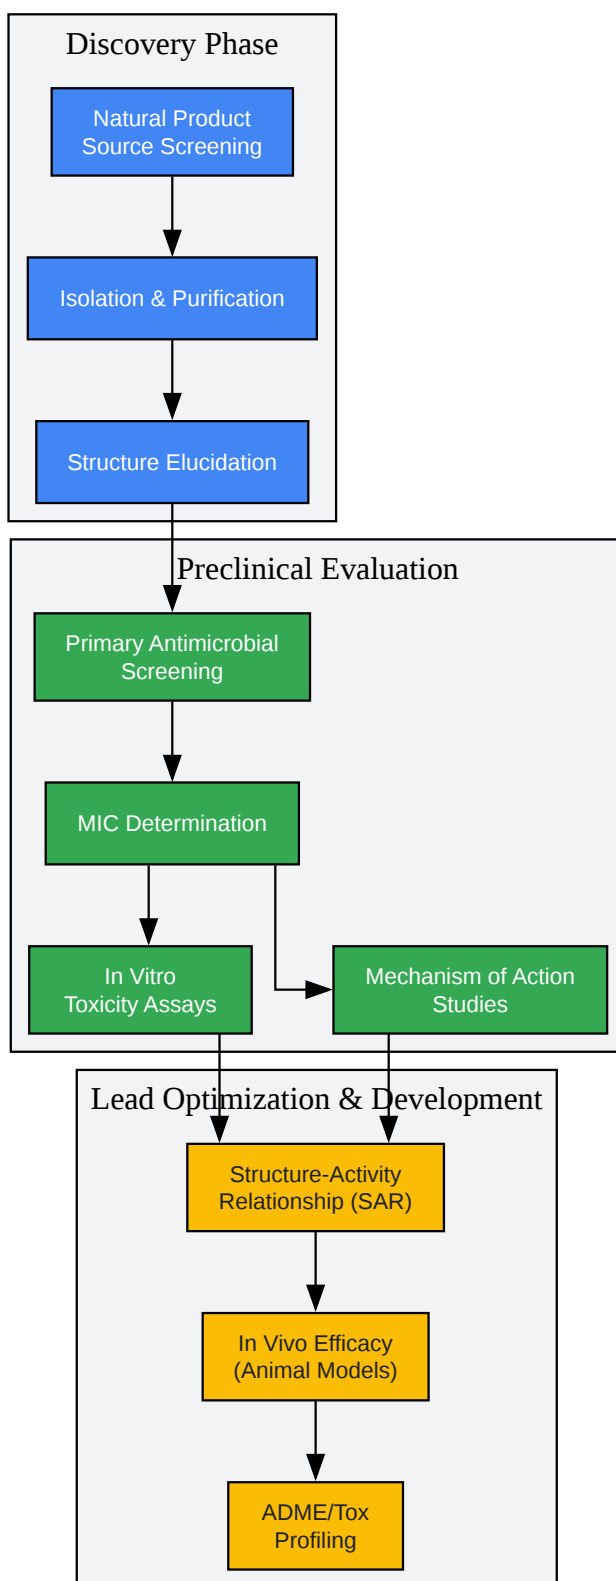 Discovery Phase
Natural Product
Source Screening
Isolation & Purification
Structure Elucidation
Preclinical Evaluation
Primary Antimicrobial
Screening
MIC Determination
In Vitro
Toxicity Assays
Mechanism of Action
Studies
Lead Optimization & Development
Structure-Activity
Relationship (SAR)
In Vivo Efficacy
(Animal Models)
ADME/Tox
Profiling